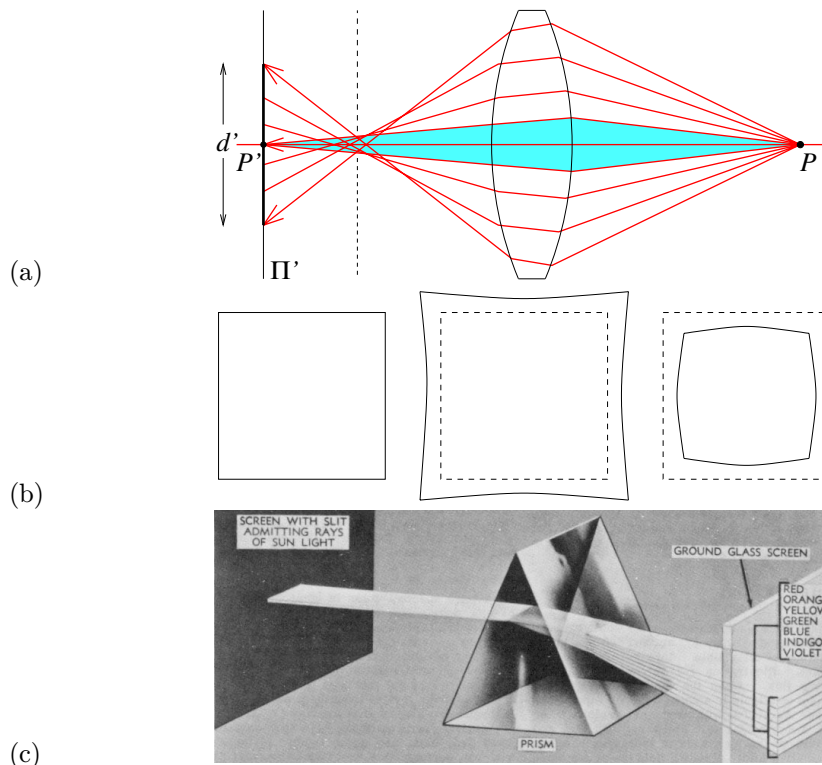 d’
P’
P
Π’
(a)
(b)
SCREEN WITH SLIT
ADMITTING RAYS
OF SUN LIGHT
GROUND GLASS SCREEN
RED
ORANG
YELLOW
GREEN
BLUE
INDIGO
VIOLET
PRISM
(c)